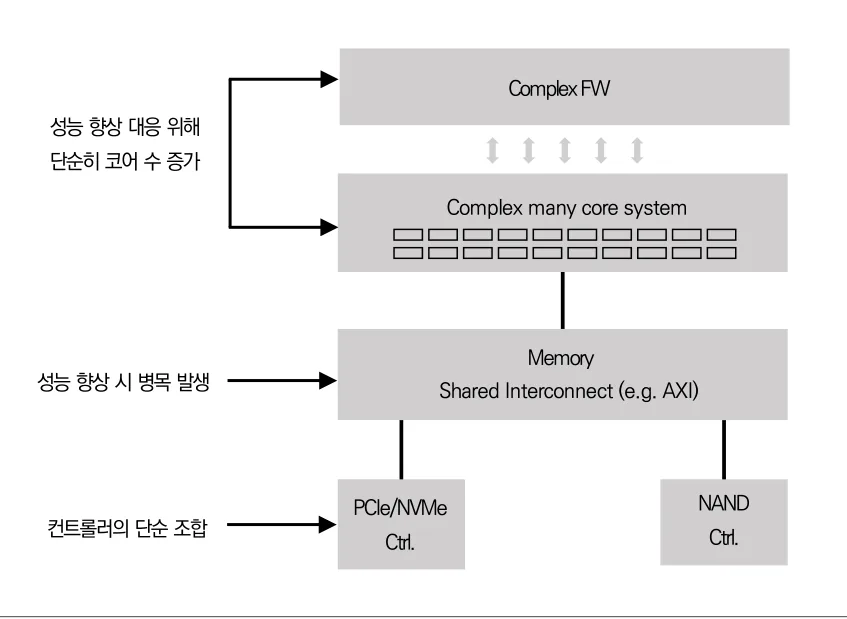 Complex FW
성능 향상 대응 위해
단순히 코어 수 증가
Complex many core system
Memory
Shared Interconnect (e.g. AXI)
성능 향상 시 병목 발생
PCIe/NVMe
Ctrl.
NAND
Ctrl.
컨트롤러의 단순 조합